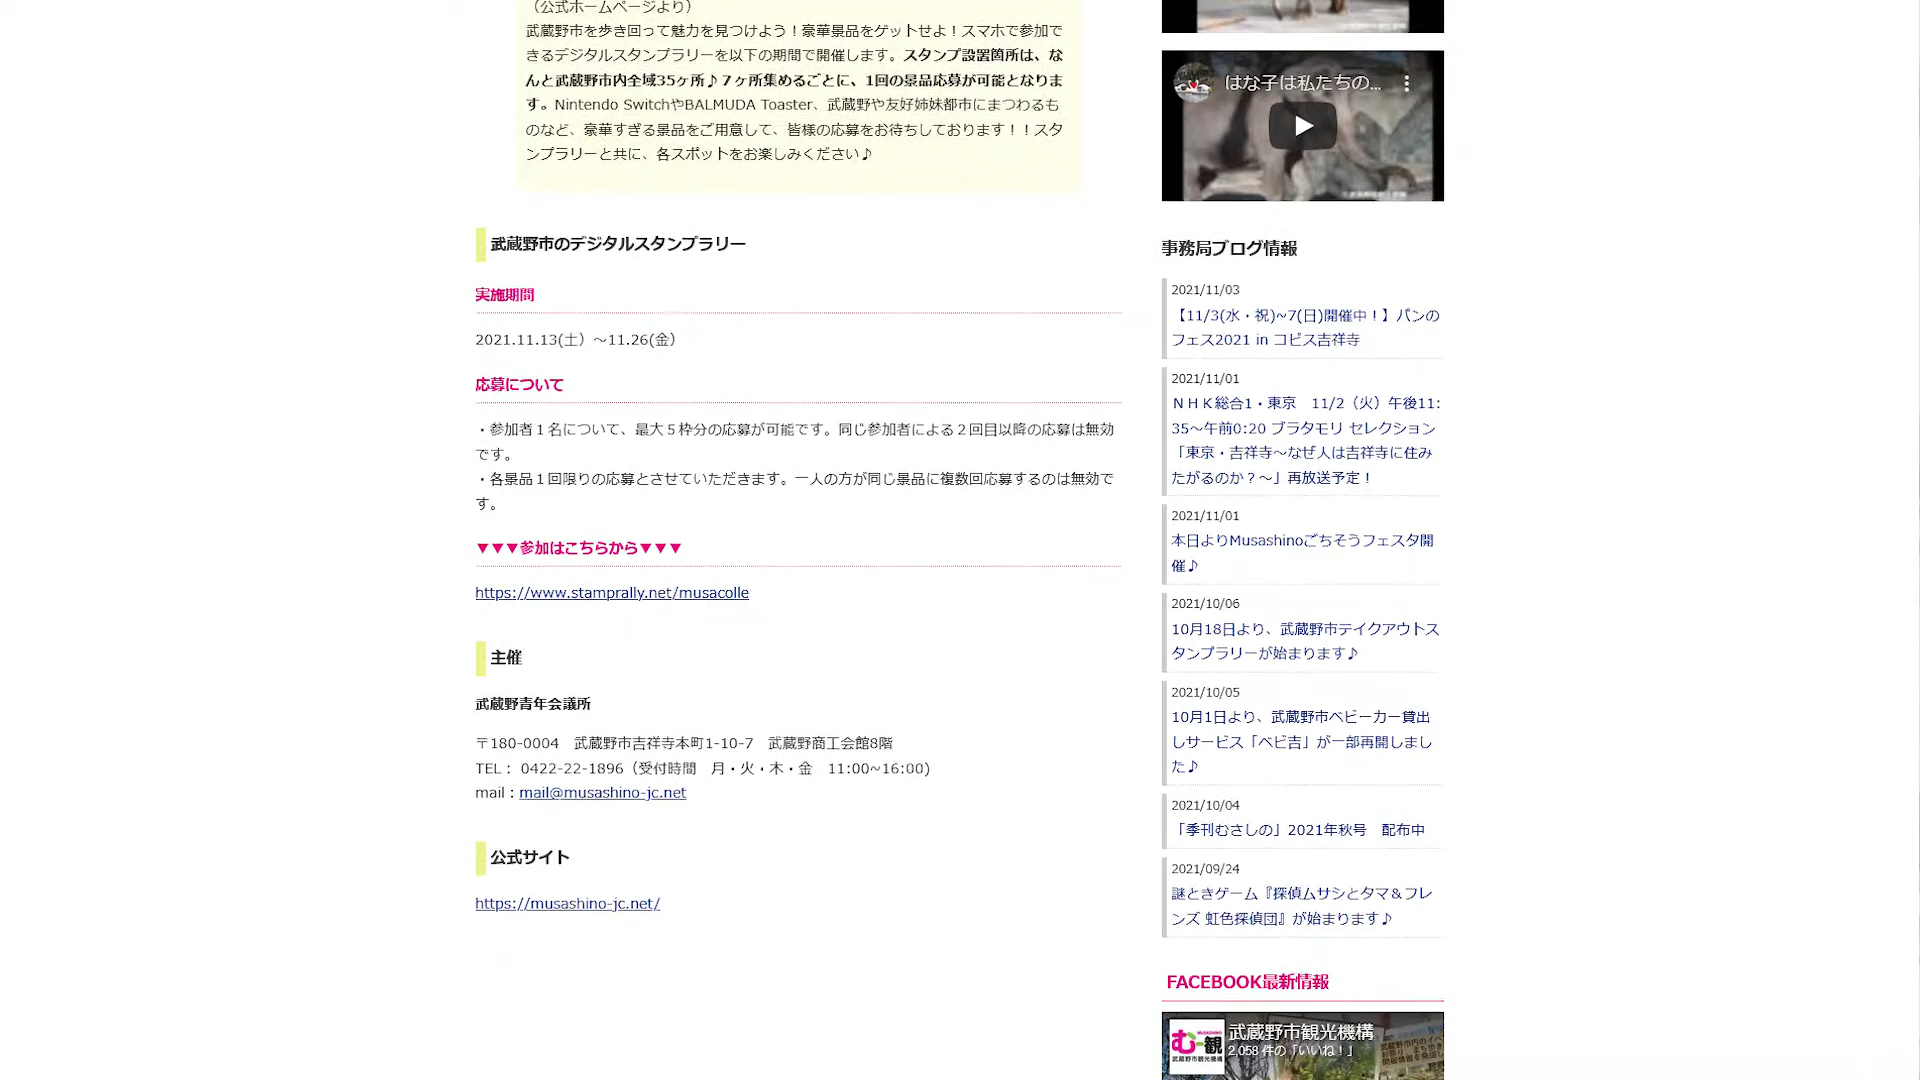 （公式ホームページより）
武蔵野市を歩き回って魅力を見つけよう！豪華景品をゲットせよ！スマホで参加で
きるデジタルスタンプラリーを以下の期間で開催します。スタンプ設置箇所は、な
んと武蔵野市内全域35ヶ所♪７ヶ所集めるごとに、1回の景品応募が可能となりま
す。Nintendo SwitchやBALMUDA Toaster、武蔵野や友好姉妹都市にまつわるも
のなど、豪華すぎる景品をご用意して、皆様の応募をお待ちしております！！スタ
ンプラリーと共に、各スポットをお楽しみください♪
武蔵野市のデジタルスタンプラリー
実施期間
2021.11.13(土）～11.26(金）
応募について
・参加者１名について、最大５枠分の応募が可能です。同じ参加者による２回目以降の応募は無効
です。
・各景品１回限りの応募とさせていただきます。一人の方が同じ景品に複数回応募するのは無効で
す。
▼▼▼参加はこちらから▼▼▼
https://www.stamprally.net/musacolle
主催
武蔵野青年会議所
〒180-0004　武蔵野市吉祥寺本町1-10-7　武蔵野商工会館8階
TEL： 0422-22-1896（受付時間　月・火・木・金　11:00~16:00)
mail：mail@musashino-jc.net
公式サイト
https://musashino-jc.net/
はな子は私たちの...
事務局ブログ情報
2021/11/03
【11/3(水・祝)~7(日)開催中！】パンの
フェス2021 in コピス吉祥寺
2021/11/01
ＮＨＫ総合1・東京　11/2（火）午後11:
35～午前0:20 ブラタモリ セレクション
「東京・吉祥寺～なぜ人は吉祥寺に住み
たがるのか？～」再放送予定！
2021/11/01
本日よりMusashinoごちそうフェスタ開
催♪
2021/10/06
10月18日より、武蔵野市テイクアウトス
タンプラリーが始まります♪
2021/10/05
10月1日より、武蔵野市ベビーカー貸出
しサービス「ベビ吉」が一部再開しまし
た♪
2021/10/04
「季刊むさしの」2021年秋号　配布中
2021/09/24
謎ときゲーム『探偵ムサシとタマ＆フレ
ンズ 虹色探偵団』が始まります♪
FACEBOOK最新情報
MUSASHINO
む一観
武蔵野市観光機構
武蔵野市観光機構
2,058 件の「いいね！」